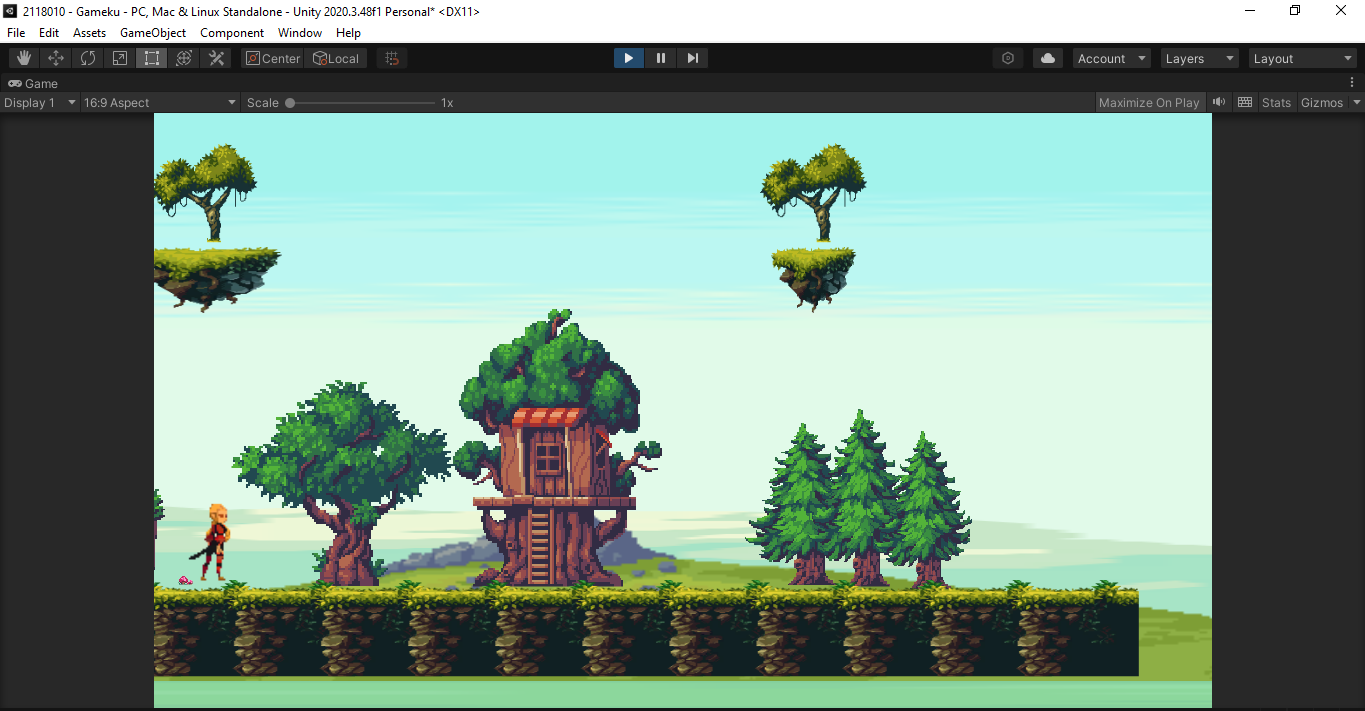 2118010 - Gameku - PC, Mac & Linux Standalone - Unity 2020.3.48f1 Personal* <DX11>
File Edit Assets GameObject Component Window Help
Center Local Account Layers Layout
Game
Display 1 16:9 Aspect Scale 1x Maximize On Play Stats Gizmos